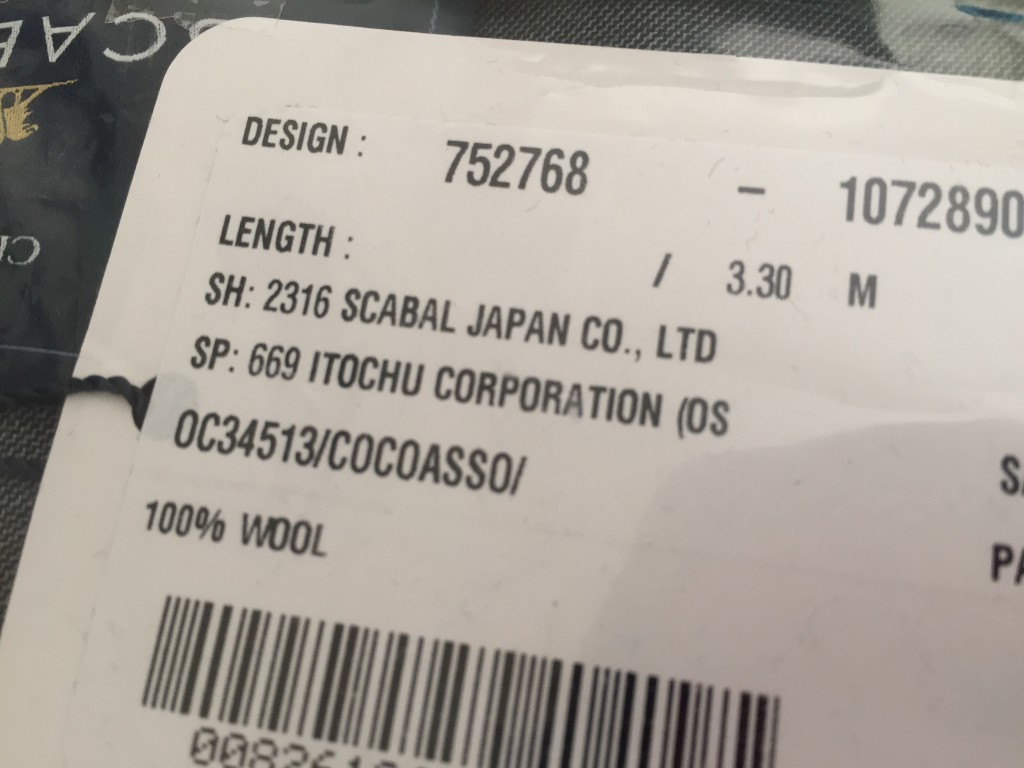 DESIGN : 752768 - 1072890
LENGTH : / 3.30 M
SH: 2316 SCABAL JAPAN CO., LTD
SP: 669 ITOCHU CORPORATION (OS
OC34513/COCOASSO/
100% WOOL